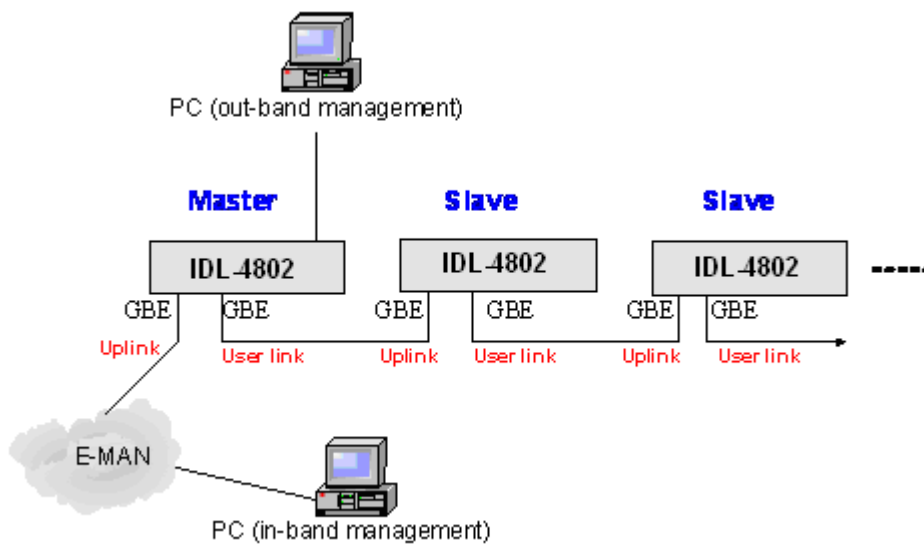 PC (out-band management)
Master
Slave
Slave
IDL-4802
IDL-4802
IDL-4802
GBE
GBE
GBE
GBE
GBE
GBE
Uplink
User link
Uplink
User link
Uplink
User link
E-MAN
PC (in-band management)